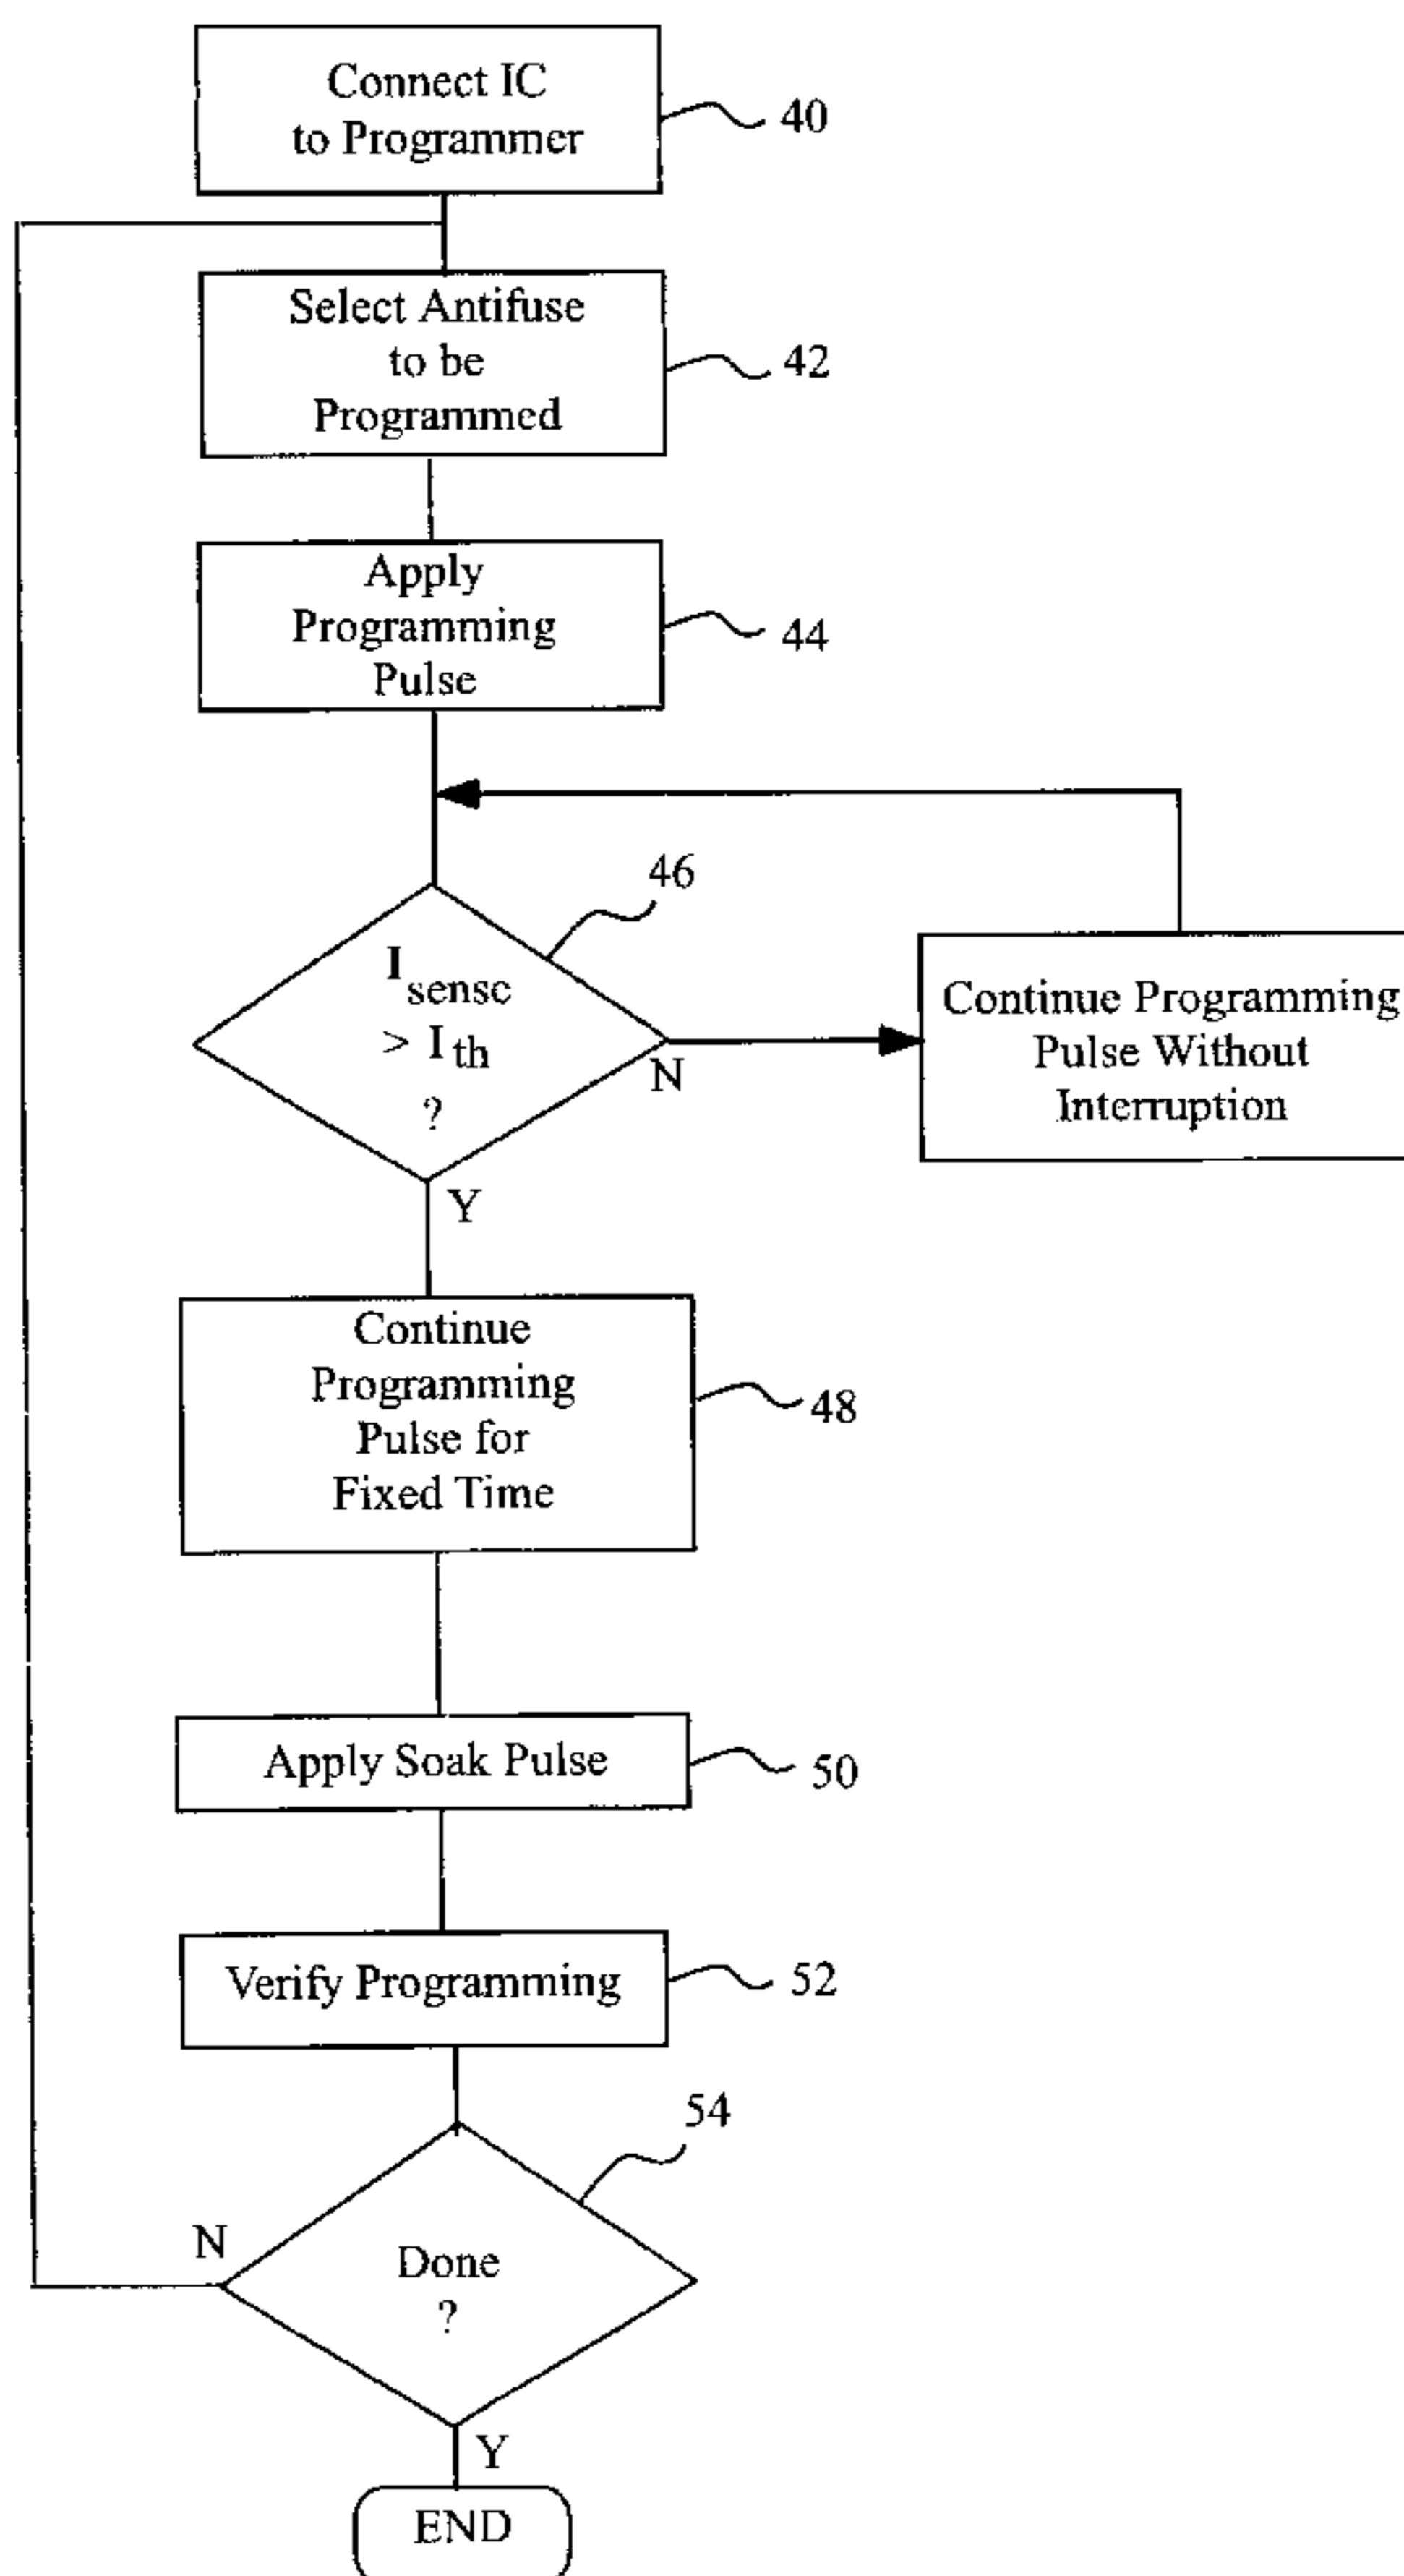 Connect IC
to Programmer
40
Select Antifuse
to be
Programmed
42
Apply
Programming
Pulse
44
46
I sense
> I th
?
N
Continue Programming
Pulse Without
Interruption
Y
Continue
Programming
Pulse for
Fixed Time
48
Apply Soak Pulse
50
Verify Programming
52
54
N
Done
?
Y
END